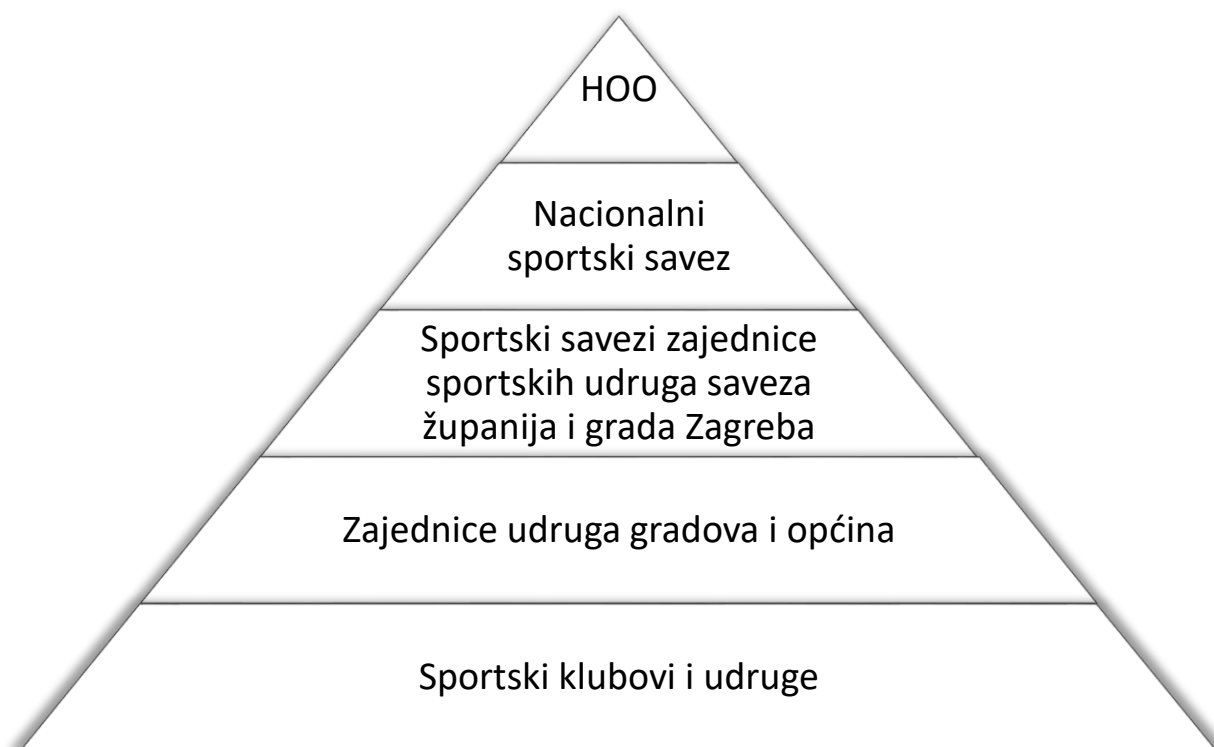 HOO
Nacionalni
sportski savez
Sportski savezi zajednice
sportskih udruga saveza
županija i grada Zagreba
Zajednice udruga gradova i općina
Sportski klubovi i udruge